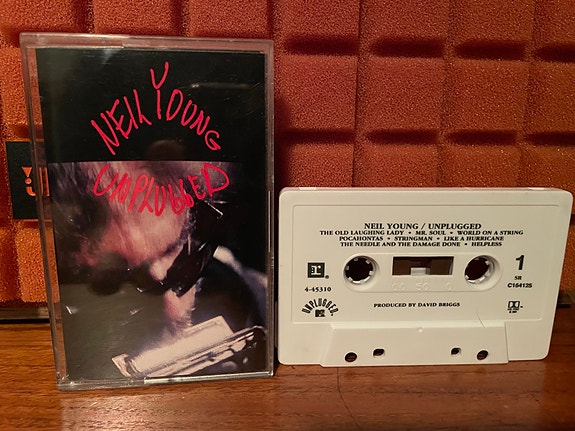 NEIL YOUNG
UNPLUGGED
NEIL YOUNG / UNPLUGGED
THE OLD LAUGHING LADY • MR. SOUL • WORLD ON A STRING
POCAHONTAS • STRINGMAN • LIKE A HURRICANE
THE NEEDLE AND THE DAMAGE DONE • HELPLESS
r
4-45310
1
SR
C16412S
UNPLUGGED
MTV
PRODUCED BY DAVID BRIGGS